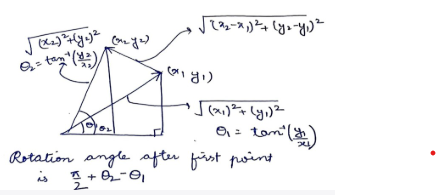 √(x₂-x₁)²+(y₂-y₁)²
√(x₂)²+(y₂)²
(x₂ y₂)
θ₂=tan⁻¹(y₂/x₂)
(x₁ y₁)
√(x₁)²+(y₁)²
θ₁ θ₂
θ₁ = tan⁻¹(y₁/x₁)
Rotation angle after first point
is π/2 + θ₂-θ₁